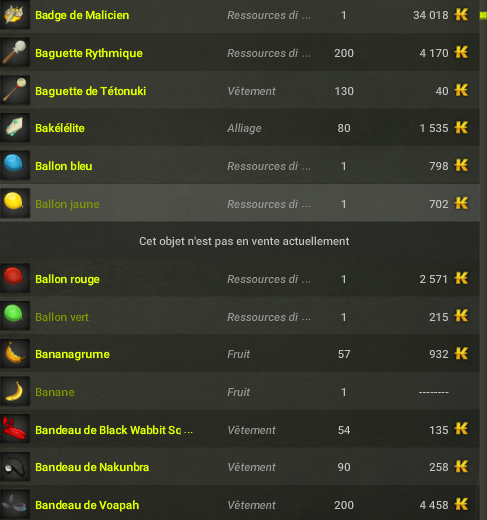 Badge de Malicien Ressources di ... 1 34 018
Baguette Rythmique Ressources di ... 200 4 170
Baguette de Tétonuki Vêtement 130 40
Bakélélite Alliage 80 1 535
Ballon bleu Ressources di ... 1 798
Ballon jaune Ressources di ... 1 702
Cet objet n'est pas en vente actuellement
Ballon rouge Ressources di ... 1 2 571
Ballon vert Ressources di ... 1 215
Bananagrume Fruit 57 932
Banane Fruit 1 --------
Bandeau de Black Wabbit Sq ... Vêtement 54 135
Bandeau de Nakunbra Vêtement 90 258
Bandeau de Voapah Vêtement 200 4 458